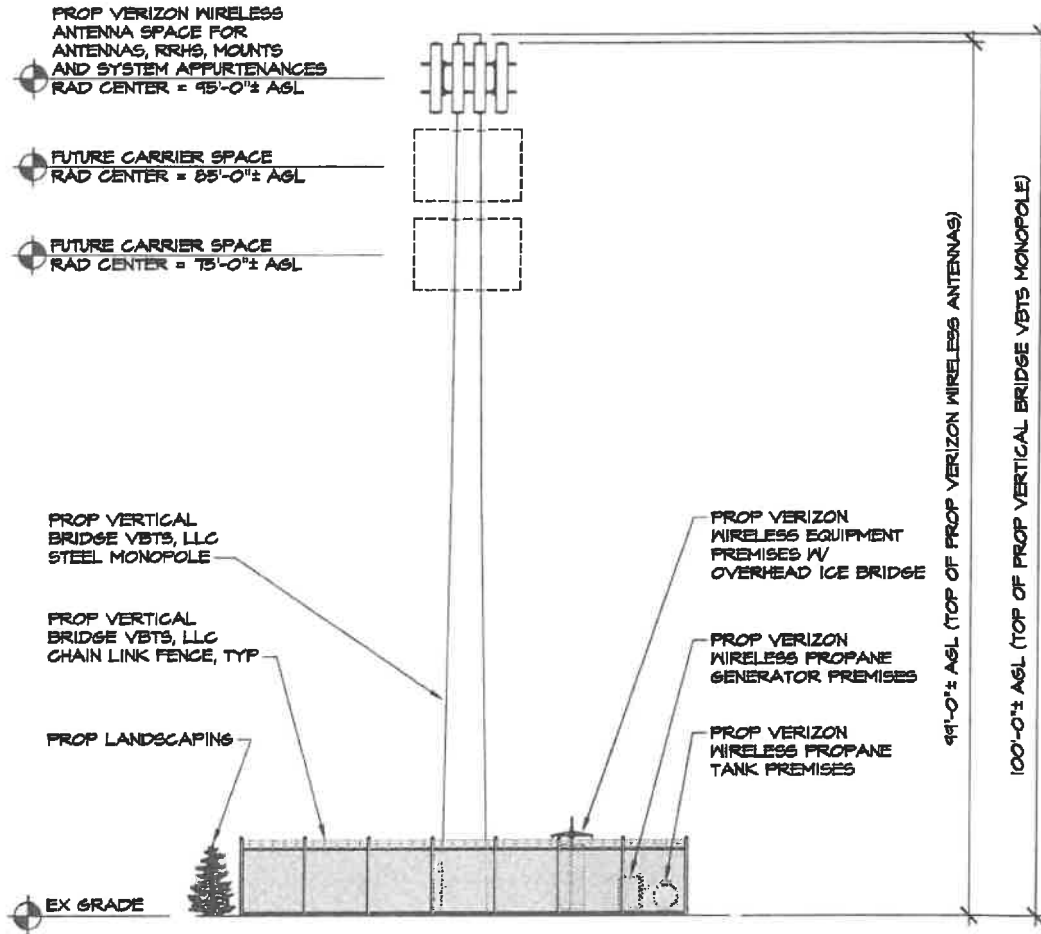 PROP VERIZON WIRELESS
ANTENNA SPACE FOR
ANTENNAS, RRHS, MOUNTS
AND SYSTEM APPURTENANCES
RAD CENTER = 95'-0"± AGL
FUTURE CARRIER SPACE
RAD CENTER = 85'-0"± AGL
FUTURE CARRIER SPACE
RAD CENTER = 75'-0"± AGL
PROP VERTICAL
BRIDGE VBTS, LLC
STEEL MONOPOLE
PROP VERTICAL
BRIDGE VBTS, LLC
CHAIN LINK FENCE, TYP
PROP LANDSCAPING
EX GRADE
PROP VERIZON
WIRELESS EQUIPMENT
PREMISES W/
OVERHEAD ICE BRIDGE
PROP VERIZON
WIRELESS PROPANE
GENERATOR PREMISES
PROP VERIZON
WIRELESS PROPANE
TANK PREMISES
99'-0"± AGL (TOP OF PROP VERIZON WIRELESS ANTENNAS)
100'-0"± AGL (TOP OF PROP VERTICAL BRIDGE VBTS MONOPOLE)